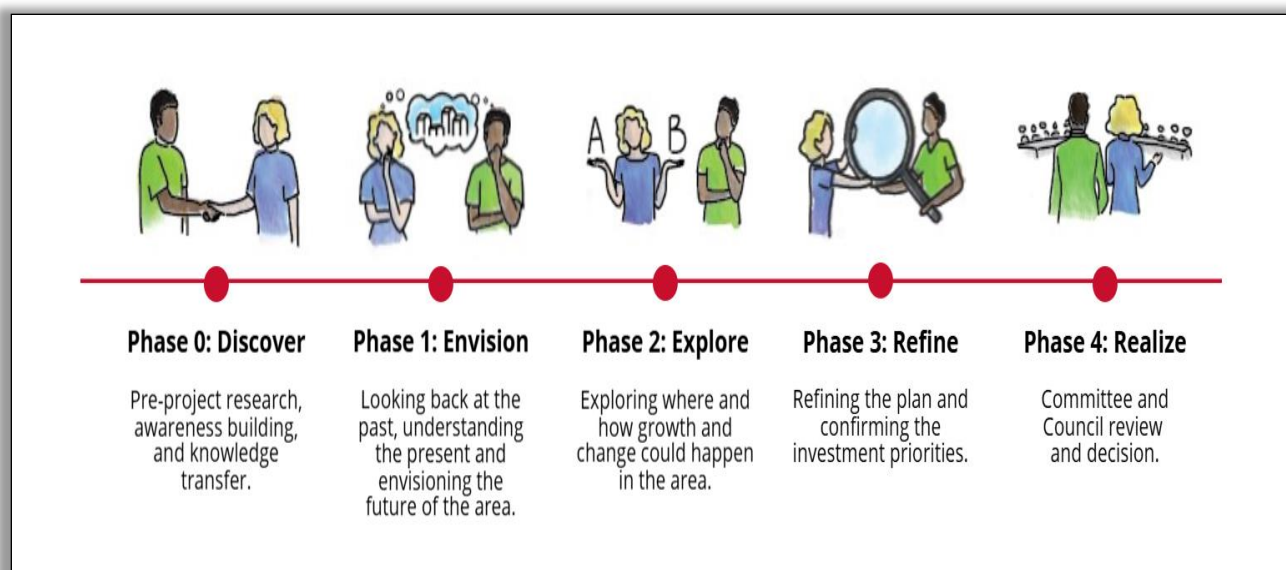 A
B
Phase 0: Discover
Pre-project research,
awareness building,
and knowledge
transfer.
Phase 1: Envision
Looking back at the
past, understanding
the present and
envisioning the
future of the area.
Phase 2: Explore
Exploring where and
how growth and
change could happen
in the area.
Phase 3: Refine
Refining the plan and
confirming the
investment priorities.
Phase 4: Realize
Committee and
Council review
and decision.